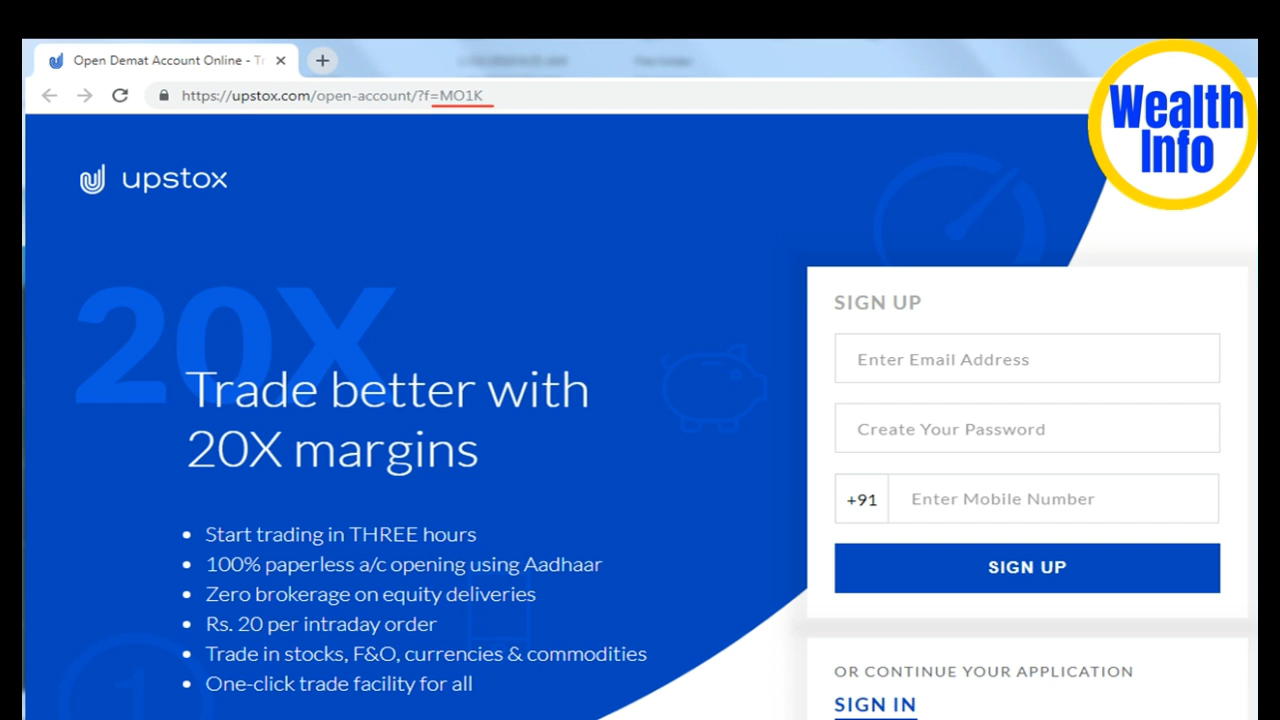 Open Demat Account Online - Tr
https://upstox.com/open-account/?f=MO1K
Wealth
Info
upstox
20X
Trade better with
20X margins
Start trading in THREE hours
100% paperless a/c opening using Aadhaar
Zero brokerage on equity deliveries
Rs. 20 per intraday order
Trade in stocks, F&O, currencies & commodities
One-click trade facility for all
SIGN UP
Enter Email Address
Create Your Password
+91 Enter Mobile Number
SIGN UP
OR CONTINUE YOUR APPLICATION
SIGN IN
1